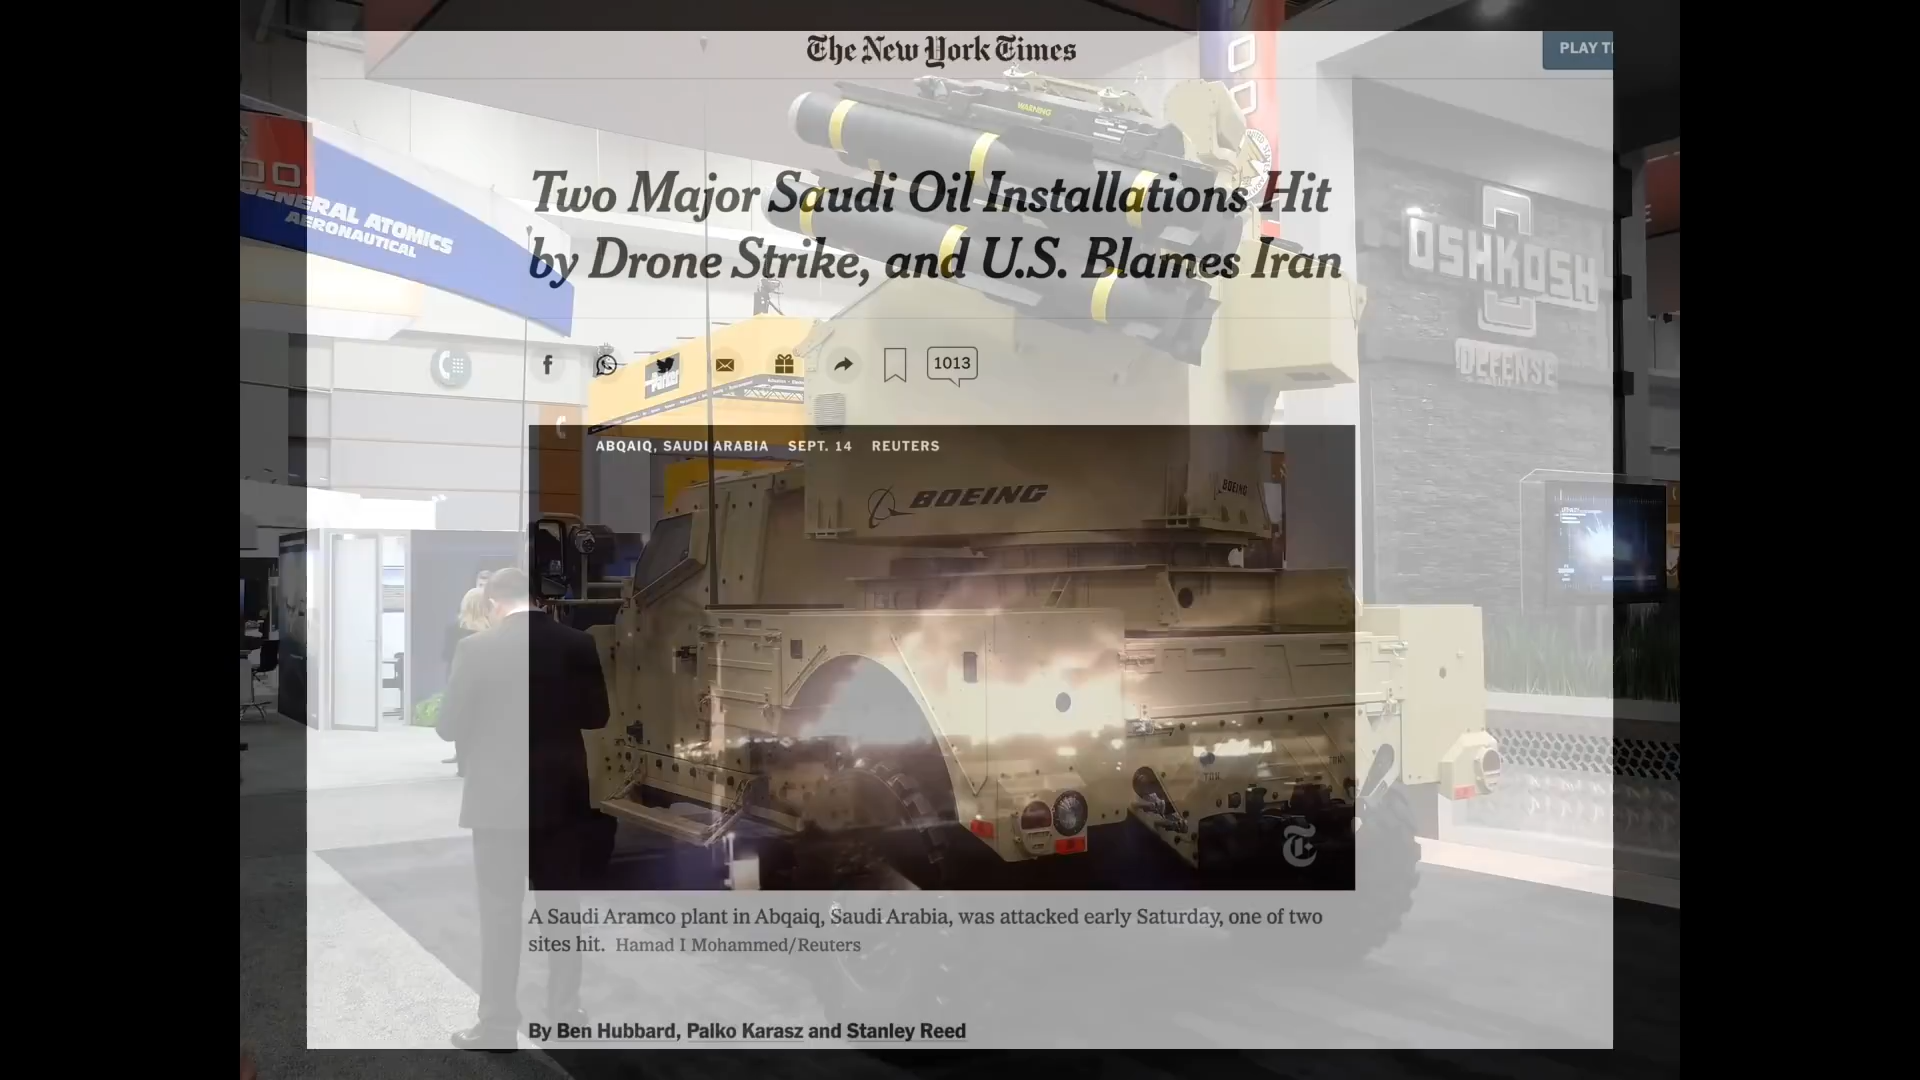 The New York Times
PLAY T
WARNING
Two Major Saudi Oil Installations Hit
by Drone Strike, and U.S. Blames Iran
GENERAL ATOMICS
AERONAUTICAL
OSHKOSH
DEFENSE
Parker
1013
ABQAIQ, SAUDI ARABIA SEPT. 14 REUTERS
BOEING
BOEING
A Saudi Aramco plant in Abqaiq, Saudi Arabia, was attacked early Saturday, one of two
sites hit. Hamad I Mohammed/Reuters
By Ben Hubbard, Palko Karasz and Stanley Reed